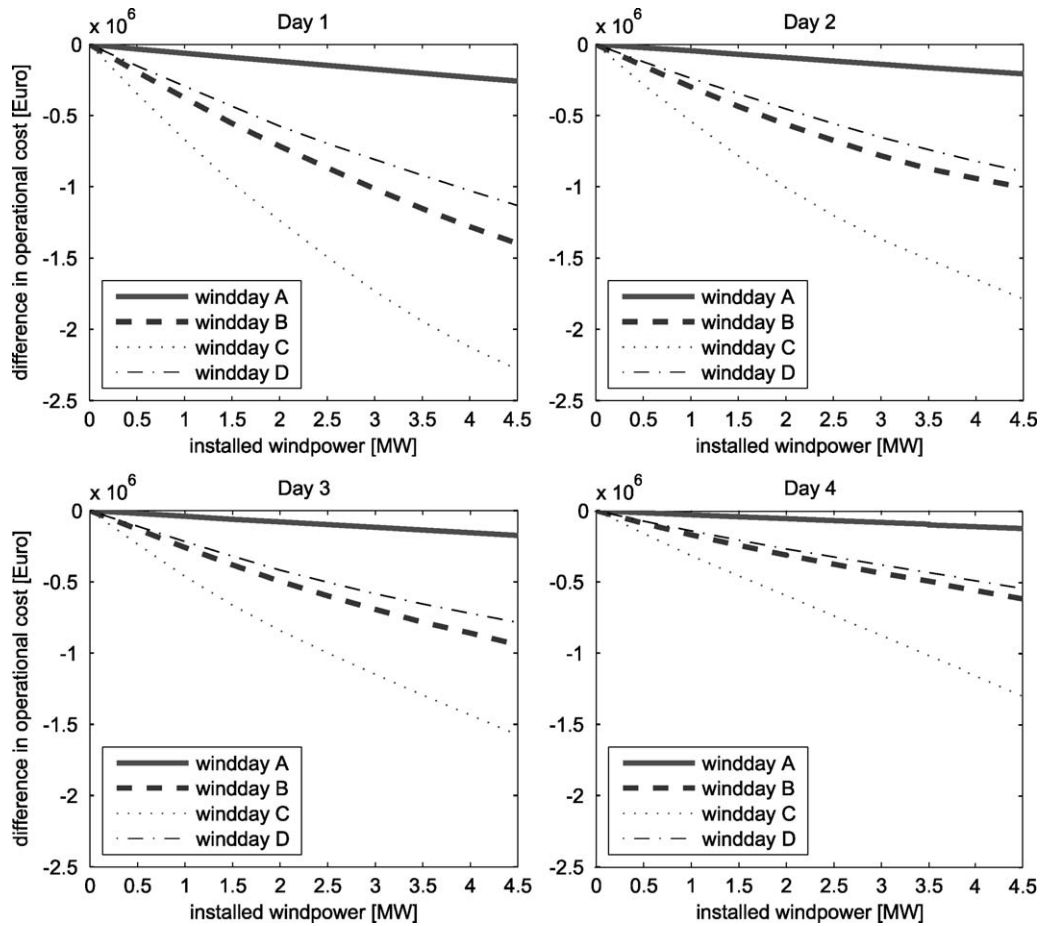 x 10^6
Day 1
difference in operational cost [Euro]
0
-0.5
-1
-1.5
-2
-2.5
windday A
windday B
windday C
windday D
0 0.5 1 1.5 2 2.5 3 3.5 4 4.5
installed windpower [MW]
x 10^6
Day 2
0
-0.5
-1
-1.5
-2
-2.5
windday A
windday B
windday C
windday D
0 0.5 1 1.5 2 2.5 3 3.5 4 4.5
installed windpower [MW]
x 10^6
Day 3
difference in operational cost [Euro]
0
-0.5
-1
-1.5
-2
-2.5
windday A
windday B
windday C
windday D
0 0.5 1 1.5 2 2.5 3 3.5 4 4.5
installed windpower [MW]
x 10^6
Day 4
0
-0.5
-1
-1.5
-2
-2.5
windday A
windday B
windday C
windday D
0 0.5 1 1.5 2 2.5 3 3.5 4 4.5
installed windpower [MW]